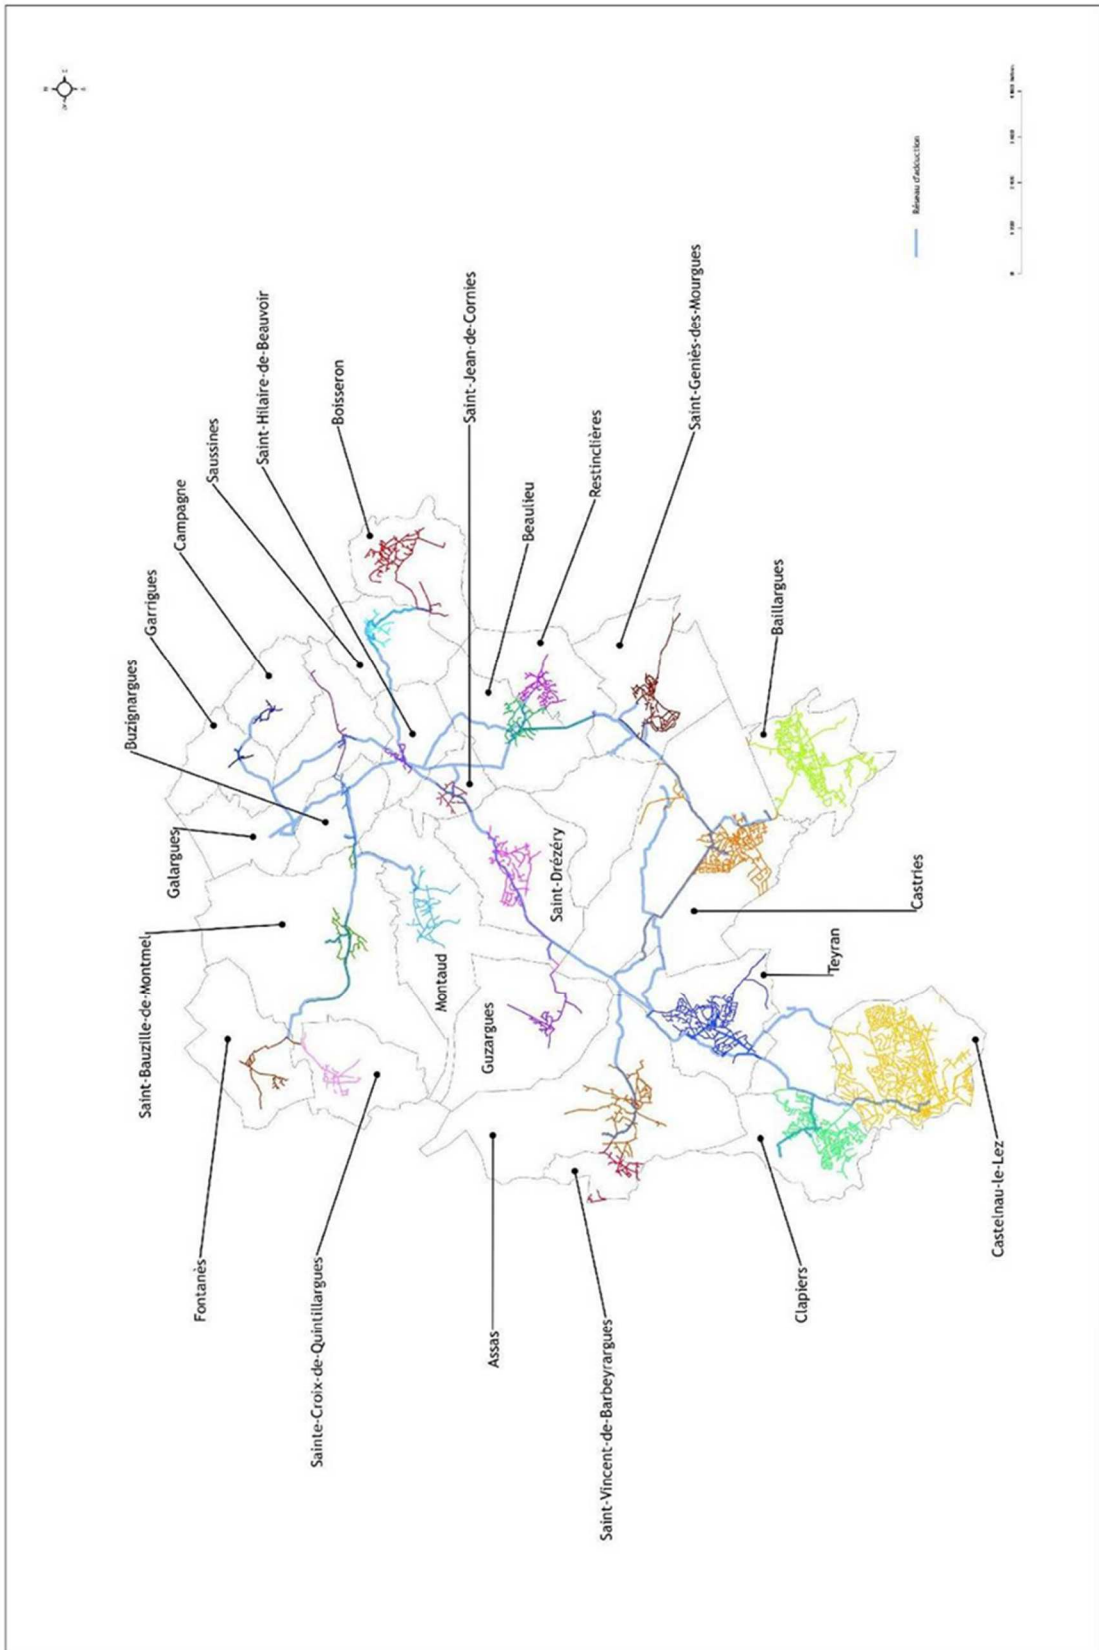 Fontanès
Saint-Bauzille-de-Montmel
Galargues
Buzignargues
Garrigues
Campagne
Saussines
Saint-Hilaire-de-Beauvoir
Boisseron
Sainte-Croix-de-Quintillargues
Montaud
Saint-Jean-de-Cornies
Assas
Guzargues
Saint-Drézéry
Beaulieu
Restinclières
Saint-Vincent-de-Barbeyrargues
Saint-Geniès-des-Mourgues
Clapiers
Teyran
Baillargues
Castelnau-le-Lez
Castries
Réseau d'adduction